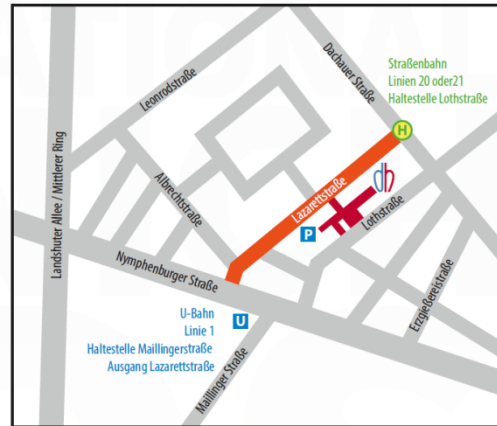 Straßenbahn
Linien 20 oder21
Haltestelle Lothstraße
Dachauer Straße
H
Leonrodstraße
Landshuter Allee / Mittlerer Ring
Albrechtstraße
Lazarettstraße
dh
Lothstraße
P
Nymphenburger Straße
Erzgießereistraße
U-Bahn
U
Linie 1
Haltestelle Maillingerstraße
Ausgang Lazarettstraße
Maillinger Straße